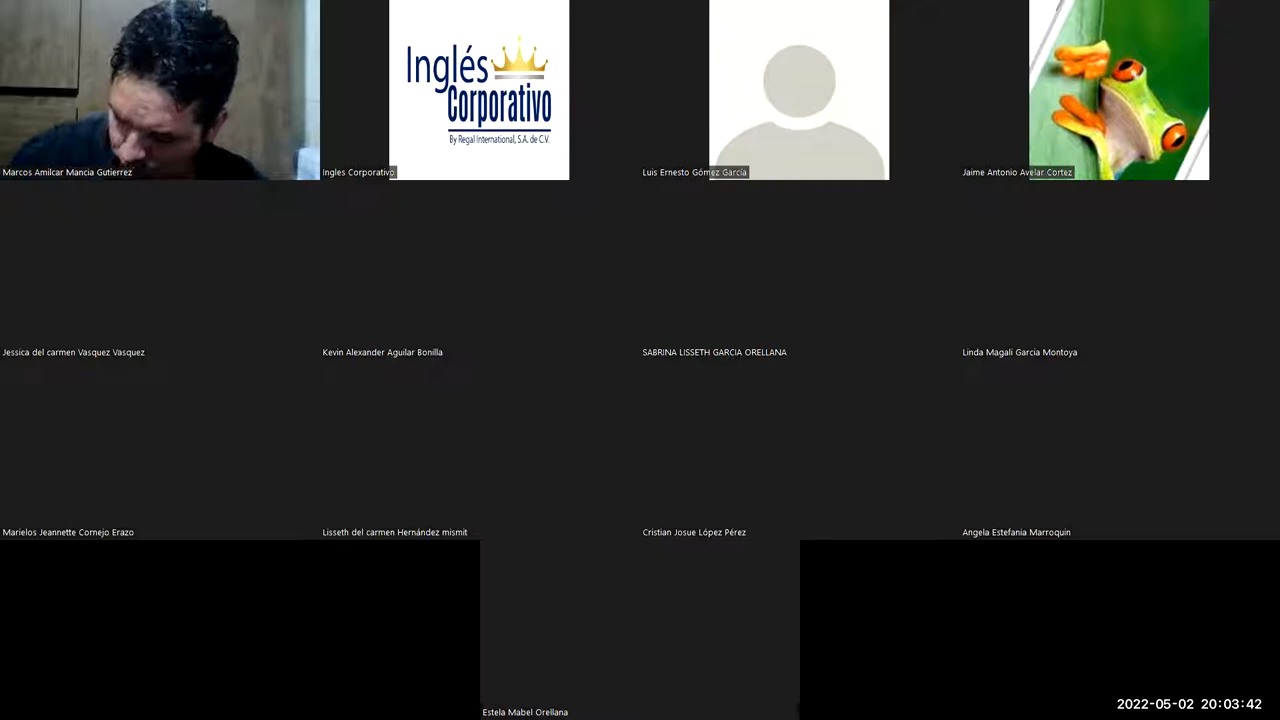 Inglés
Corporativo
By Regal International, S.A. de C.V.
Marcos Amilcar Mancia Gutierrez
Ingles Corporativo
Luis Ernesto Gómez García
Jaime Antonio Avelar Cortez
Jessica del carmen Vasquez Vasquez
Kevin Alexander Aguilar Bonilla
SABRINA LISSETH GARCIA ORELLANA
Linda Magali Garcia Montoya
Marielos Jeannette Cornejo Erazo
Lisseth del carmen Hernández mismit
Cristian Josue López Pérez
Angela Estefania Marroquin
Estela Mabel Orellana
2022-05-02 20:03:42